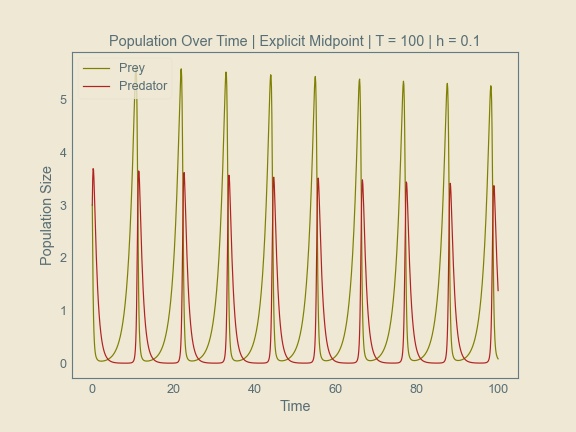 Population Over Time | Explicit Midpoint | T = 100 | h = 0.1
Prey
Predator
Population Size
5
4
3
2
1
0
0 20 40 60 80 100
Time